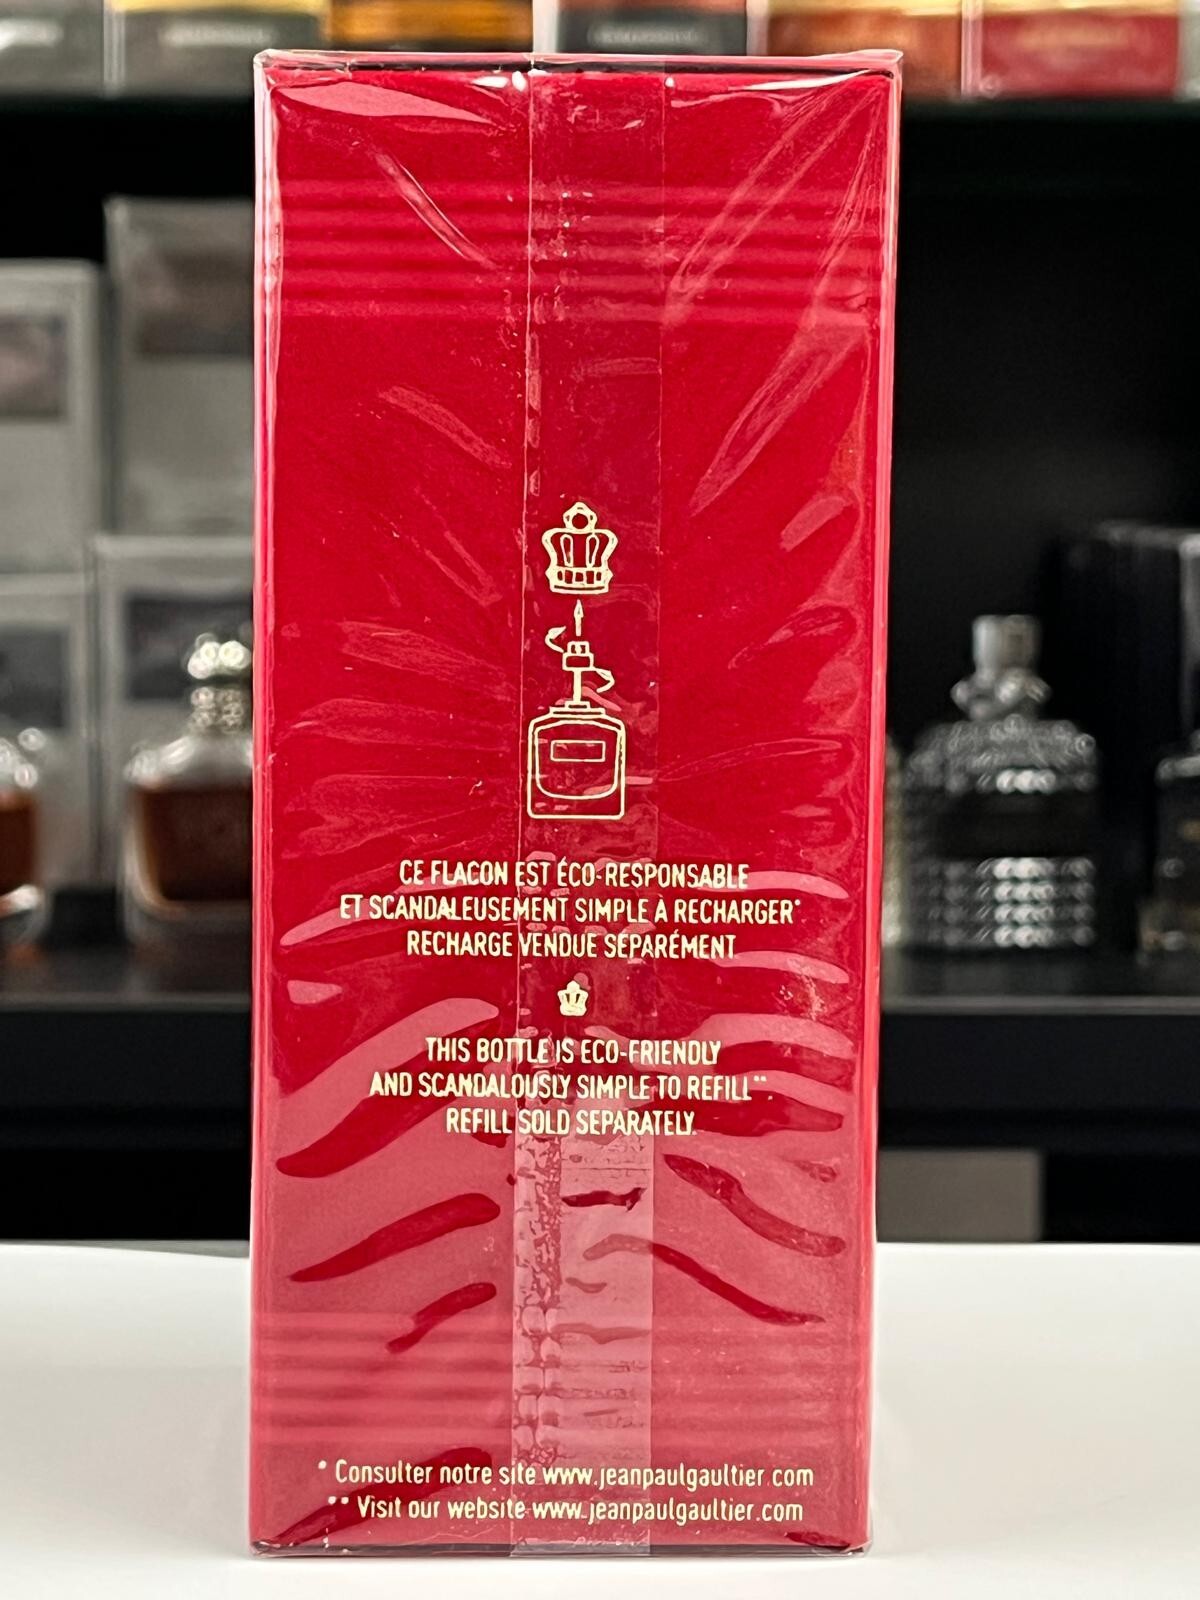 CE FLACON EST ÉCO-RESPONSABLE
ET SCANDALEUSEMENT SIMPLE À RECHARGER*
RECHARGE VENDUE SÉPARÉMENT
THIS BOTTLE IS ECO-FRIENDLY
AND SCANDALOUSLY SIMPLE TO REFILL**.
REFILL SOLD SEPARATELY.
* Consulter notre site www.jeanpaulgaultier.com
** Visit our website www.jeanpaulgaultier.com